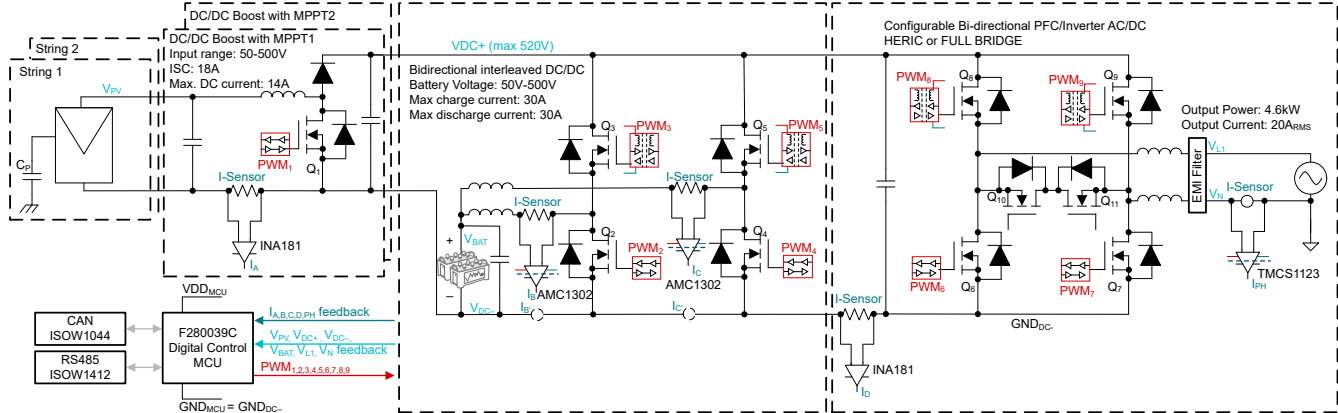 DC/DC Boost with MPPT2
String 2
String 1
DC/DC Boost with MPPT1
Input range: 50-500V
ISC: 18A
Max. DC current: 14A
VPV
CP
PWM1
Q1
I-Sensor
INA181
IA
VDC+ (max 520V)
Bidirectional interleaved DC/DC
Battery Voltage: 50V-500V
Max charge current: 30A
Max discharge current: 30A
Q3
PWM3
Q5
PWM5
I-Sensor
I-Sensor
+
VBAT
–
VDC–
Q2
PWM2
Q4
PWM4
IC
AMC1302
IB
AMC1302
IB'
IC'
Configurable Bi-directional PFC/Inverter AC/DC
HERIC or FULL BRIDGE
PWM8
Q8
PWM9
Q9
Output Power: 4.6kW
Output Current: 20ARMS
VL1
EMI Filter
VN
I-Sensor
Q10
Q11
TMCS1123
IPH
PWM6
Q6
PWM7
Q7
I-Sensor
GNDDC-
INA181
ID
VDDMCU
CAN
ISOW1044
RS485
ISOW1412
F280039C
Digital Control
MCU
IA,B,C,D,PH feedback
VPV, VDC+ , VDC–,
VBAT, VL1, VN feedback
PWM1,2,3,4,5,6,7,8,9
GNDMCU = GNDDC–